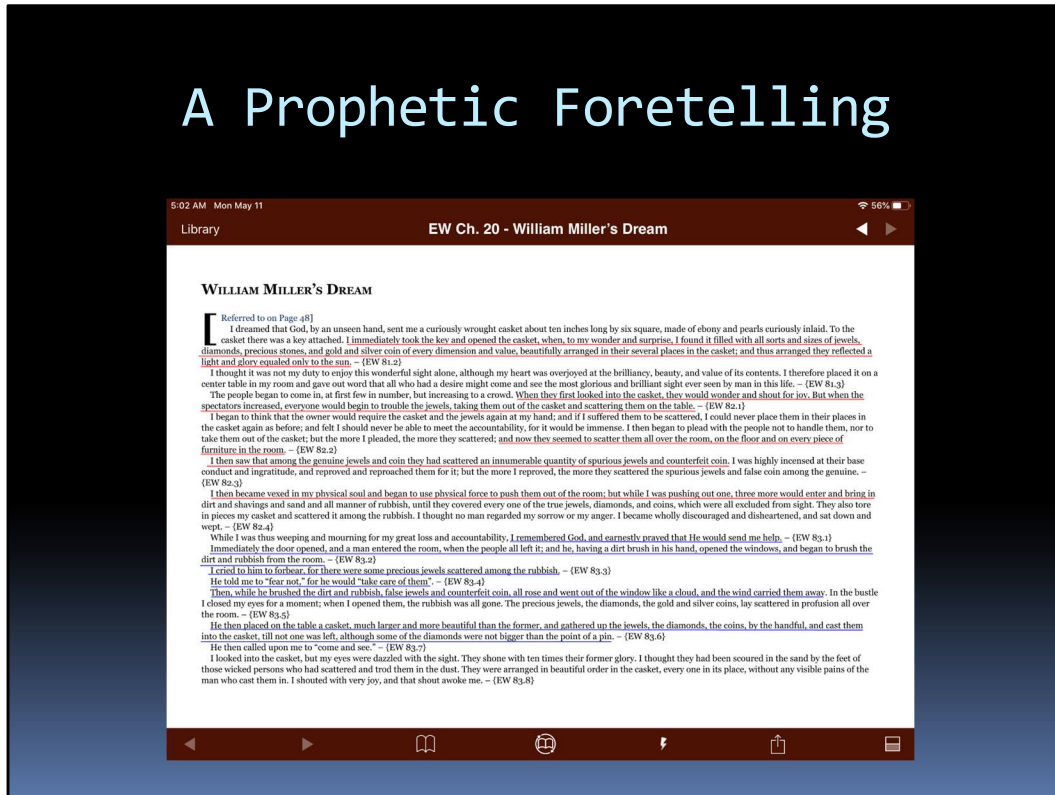 A Prophetic Foretelling
5:02 AM Mon May 11
56%
Library
EW Ch. 20 - William Miller's Dream
WILLIAM MILLER'S DREAM
[Referred to on Page 48]
I dreamed that God, by an unseen hand, sent me a curiously wrought casket about ten inches long by six square, made of ebony and pearls curiously inlaid. To the
casket there was a key attached. I immediately took the key and opened the casket, when, to my wonder and surprise, I found it filled with all sorts and sizes of jewels,
diamonds, precious stones, and gold and silver coin of every dimension and value, beautifully arranged in their several places in the casket; and thus arranged they reflected a
light and glory equaled only to the sun. – {EW 81.2}
I thought it was not my duty to enjoy this wonderful sight alone, although my heart was overjoyed at the brilliancy, beauty, and value of its contents. I therefore placed it on a
center table in my room and gave out word that all who had a desire might come and see the most glorious and brilliant sight ever seen by man in this life. – {EW 81.3}
The people began to come in, at first few in number, but increasing to a crowd. When they first looked into the casket, they would wonder and shout for joy. But when the
spectators increased, everyone would begin to trouble the jewels, taking them out of the casket and scattering them on the table. – {EW 82.1}
I began to think that the owner would require the casket and the jewels again at my hand; and if I suffered them to be scattered, I could never place them in their places in
the casket again as before; and felt I should never be able to meet the accountability, for it would be immense. I then began to plead with the people not to handle them, nor to
take them out of the casket; but the more I pleaded, the more they scattered; and now they seemed to scatter them all over the room, on the floor and on every piece of
furniture in the room. – {EW 82.2}
I then saw that among the genuine jewels and coin they had scattered an innumerable quantity of spurious jewels and counterfeit coin. I was highly incensed at their base
conduct and ingratitude, and reproved and reproached them for it; but the more I reproved, the more they scattered the spurious jewels and false coin among the genuine. –
{EW 82.3}
I then became vexed in my physical soul and began to use physical force to push them out of the room; but while I was pushing out one, three more would enter and bring in
dirt and shavings and sand and all manner of rubbish, until they covered every one of the true jewels, diamonds, and coins, which were all excluded from sight. They also tore
in pieces my casket and scattered it among the rubbish. I thought no man regarded my sorrow or my anger. I became wholly discouraged and disheartened, and sat down and
wept. – {EW 82.4}
While I was thus weeping and mourning for my great loss and accountability, I remembered God, and earnestly prayed that He would send me help. – {EW 83.1}
Immediately the door opened, and a man entered the room, when the people all left it; and he, having a dirt brush in his hand, opened the windows, and began to brush the
dirt and rubbish from the room. – {EW 83.2}
I cried to him to forbear, for there were some precious jewels scattered among the rubbish. – {EW 83.3}
He told me to "fear not," for he would "take care of them". – {EW 83.4}
Then, while he brushed the dirt and rubbish, false jewels and counterfeit coin, all rose and went out of the window like a cloud, and the wind carried them away. In the bustle
I closed my eyes for a moment; when I opened them, the rubbish was all gone. The precious jewels, the diamonds, the gold and silver coins, lay scattered in profusion all over
the room. – {EW 83.5}
He then placed on the table a casket, much larger and more beautiful than the former, and gathered up the jewels, the diamonds, the coins, by the handful, and cast them
into the casket, till not one was left, although some of the diamonds were not bigger than the point of a pin. – {EW 83.6}
He then called upon me to "come and see." – {EW 83.7}
I looked into the casket, but my eyes were dazzled with the sight. They shone with ten times their former glory. I thought they had been scoured in the sand by the feet of
those wicked persons who had scattered and trod them in the dust. They were arranged in beautiful order in the casket, every one in its place, without any visible pains of the
man who cast them in. I shouted with very joy, and that shout awoke me. – {EW 83.8}